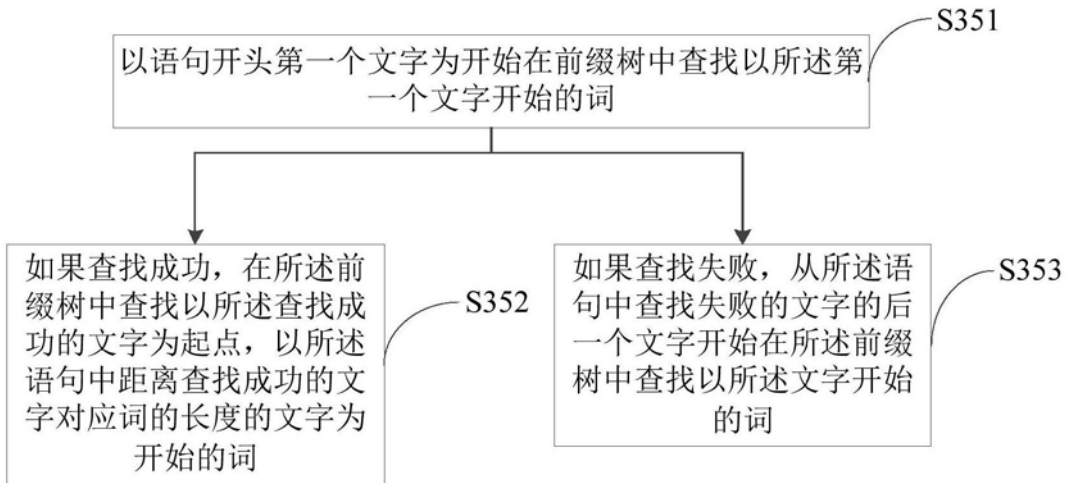 S351
以语句开头第一个文字为开始在前缀树中查找以所述第
一个文字开始的词
如果查找成功，在所述前
缀树中查找以所述查找成
功的文字为起点，以所述
语句中距离查找成功的文
字对应词的长度的文字为
开始的词
S352
如果查找失败，从所述语
句中查找失败的文字的后
一个文字开始在所述前缀
树中查找以所述文字开始
的词
S353